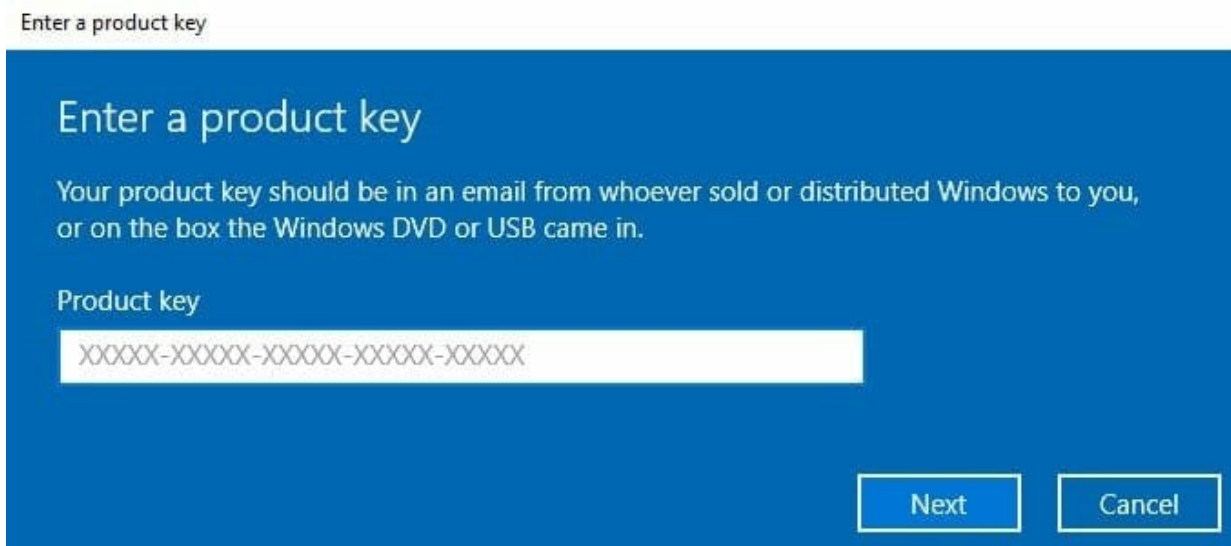 Enter a product key
Enter a product key
Your product key should be in an email from whoever sold or distributed Windows to you,
or on the box the Windows DVD or USB came in.
Product key
XXXXX-XXXXX-XXXXX-XXXXX-XXXXX
Next Cancel